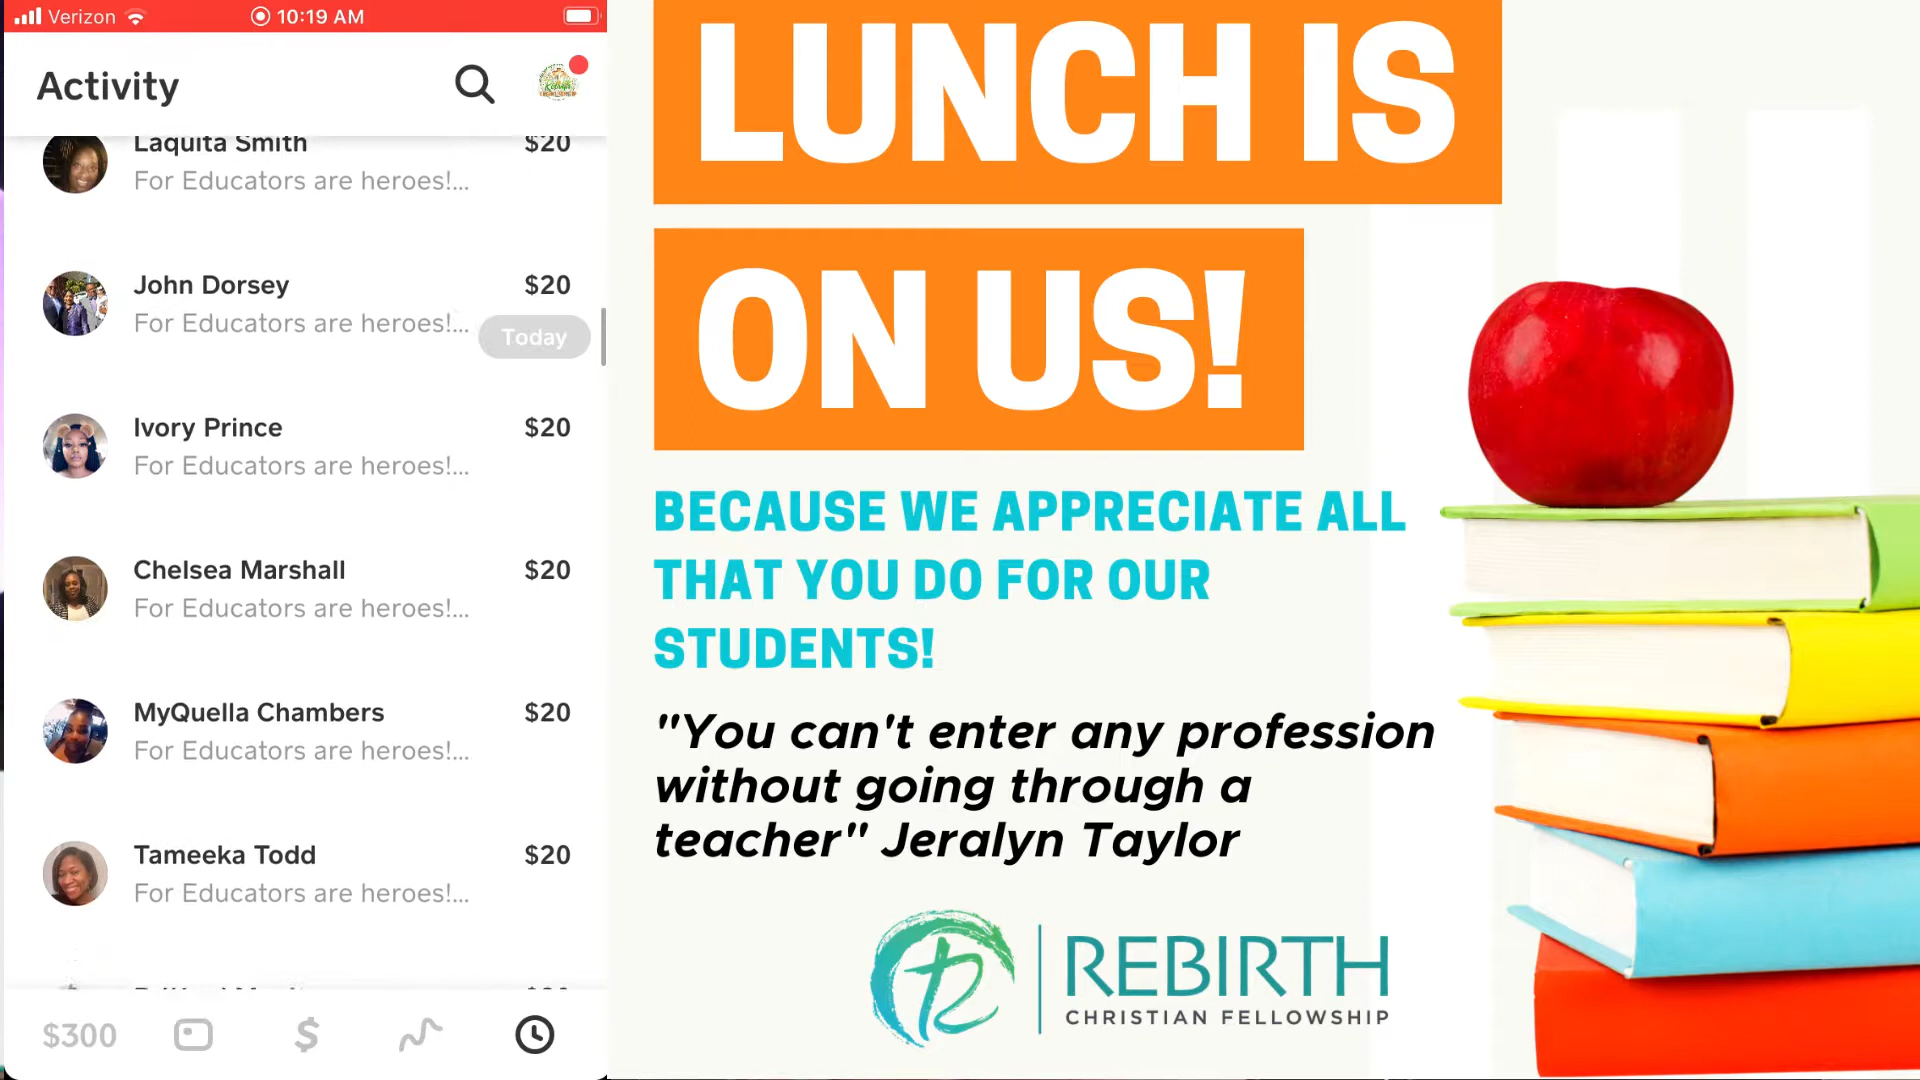 Verizon 10:19 AM
Activity
Laquita Smith $20
For Educators are heroes!...
John Dorsey $20
For Educators are heroes!...
Today
Ivory Prince $20
For Educators are heroes!...
Chelsea Marshall $20
For Educators are heroes!...
MyQuella Chambers $20
For Educators are heroes!...
Tameeka Todd $20
For Educators are heroes!...
$300 $
LUNCH IS
ON US!
BECAUSE WE APPRECIATE ALL
THAT YOU DO FOR OUR
STUDENTS!
"You can't enter any profession
without going through a
teacher" Jeralyn Taylor
REBIRTH
CHRISTIAN FELLOWSHIP